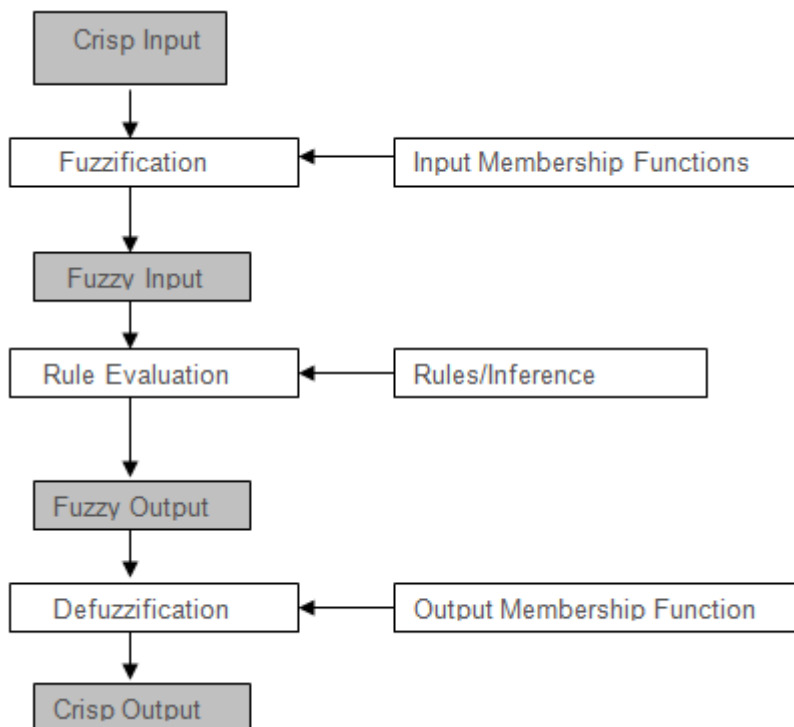 Crisp Input
Fuzzification
Input Membership Functions
Fuzzy Input
Rule Evaluation
Rules/Inference
Fuzzy Output
Defuzzification
Output Membership Function
Crisp Output